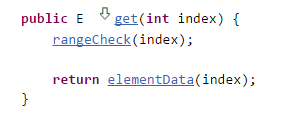 public E get(int index) {
rangeCheck(index);
return elementData(index);
}